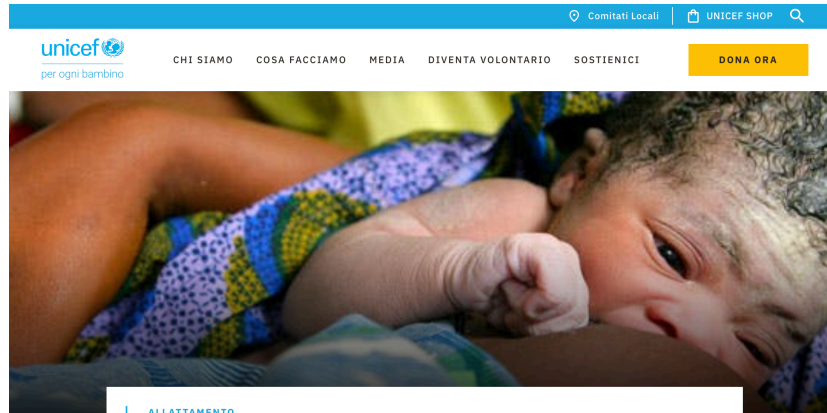 Comitati Locali
UNICEF SHOP
unicef
per ogni bambino
CHI SIAMO
COSA FACCIAMO
MEDIA
DIVENTA VOLONTARIO
SOSTIENICI
DONA ORA
ALLATTAMENTO